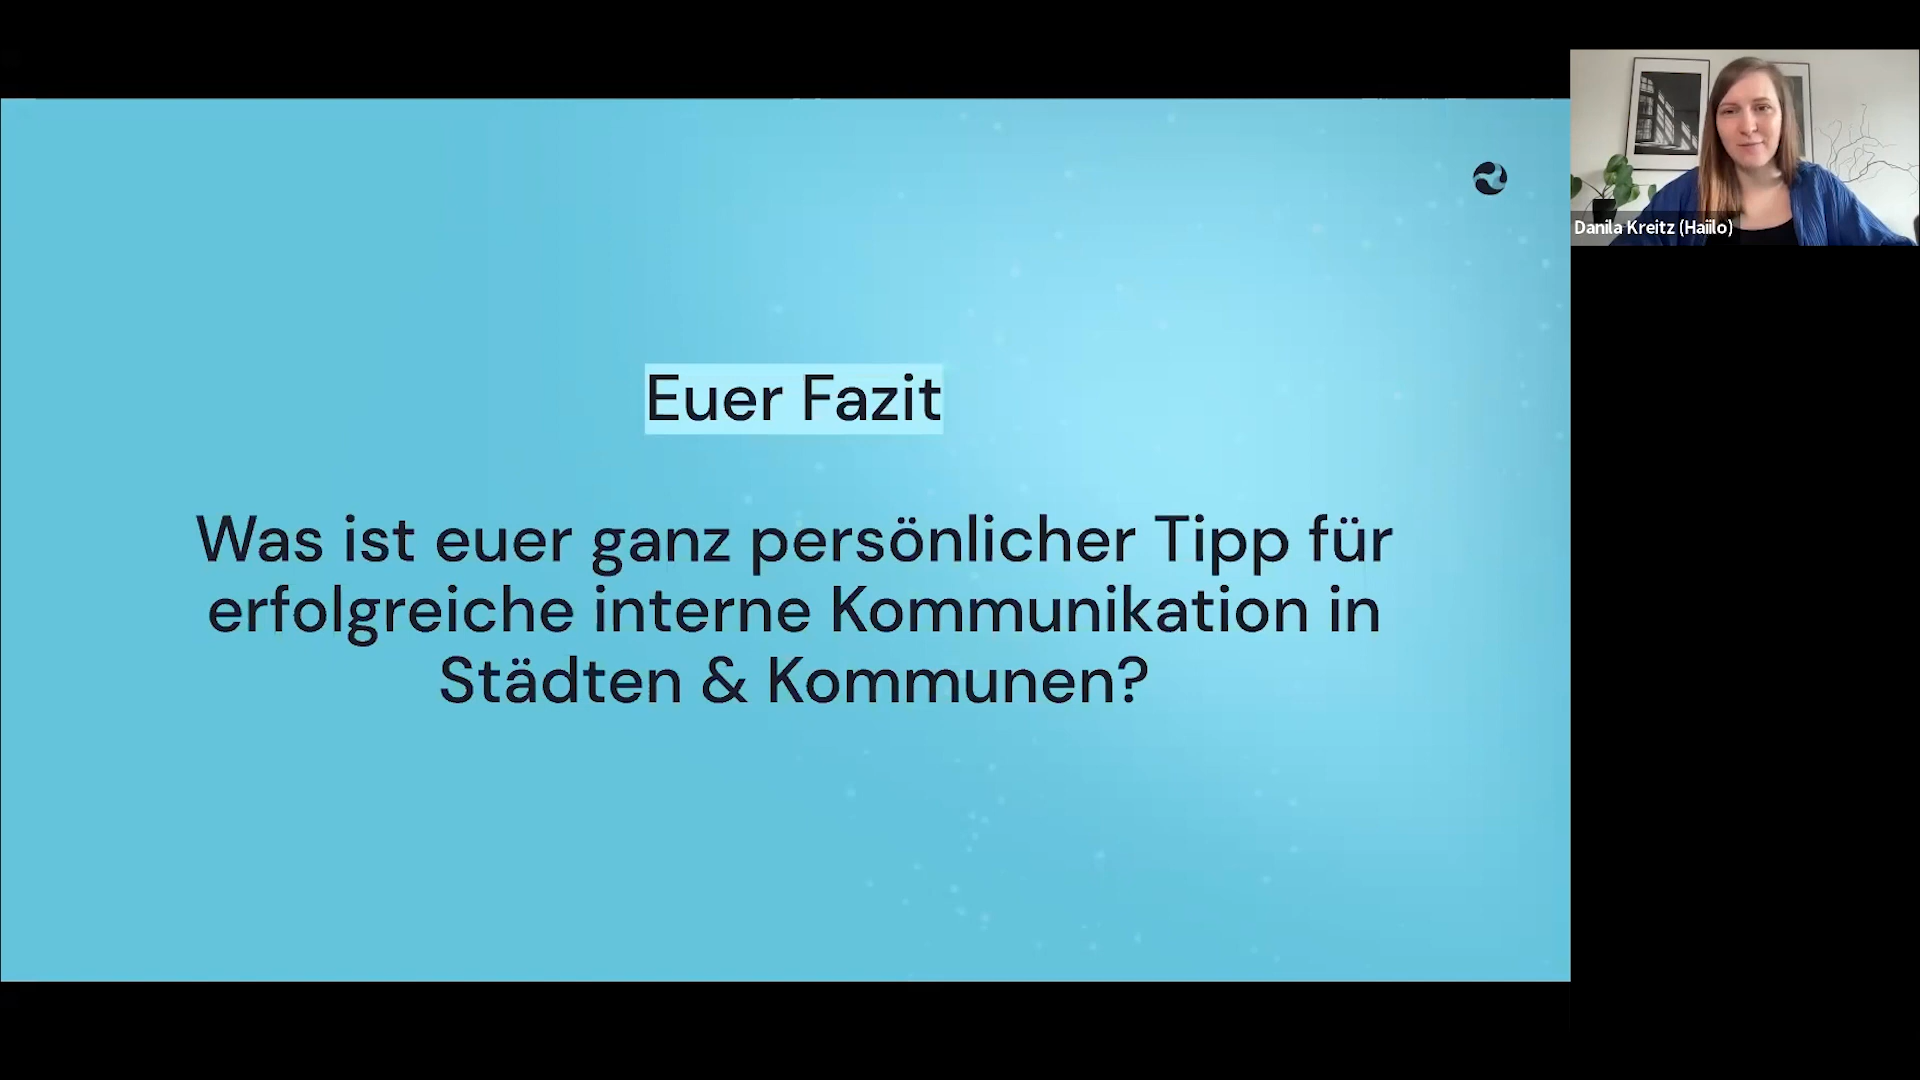 Euer Fazit
Was ist euer ganz persönlicher Tipp für
erfolgreiche interne Kommunikation in
Städten & Kommunen?
Danila Kreitz (Haiilo)